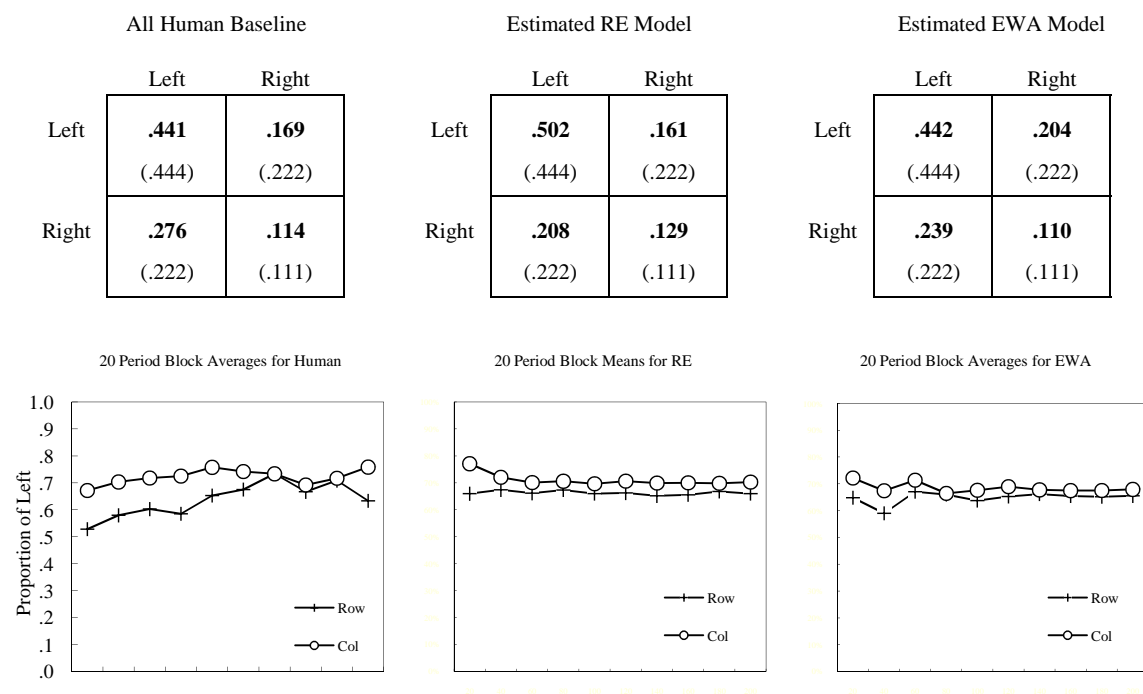 All Human Baseline
Estimated RE Model
Estimated EWA Model
Left Right
Left Right
Left Right
Left .441 .169
(.444) (.222)
Left .502 .161
(.444) (.222)
Left .442 .204
(.444) (.222)
Right .276 .114
(.222) (.111)
Right .208 .129
(.222) (.111)
Right .239 .110
(.222) (.111)
20 Period Block Averages for Human
20 Period Block Means for RE
20 Period Block Averages for EWA
Proportion of Left
1.0
.9
.8
.7
.6
.5
.4
.3
.2
.1
.0
Row
Col
Row
Col
Row
Col